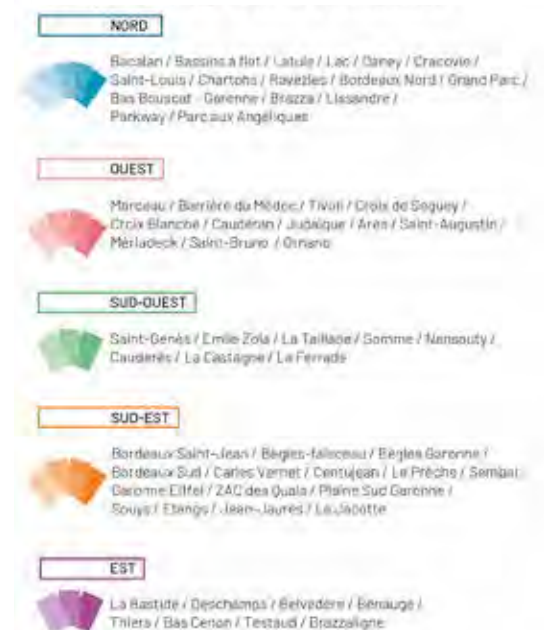 NORD
Bacalan / Bassins à flot / Latule / Lac / Daney / Cracovie /
Saint-Louis / Chartons / Ravezies / Bordeaux Nord / Grand Parc /
Bas Bouscat - Garenne / Brazza / Lissandre /
Parkway / Parc aux Angéliques
OUEST
Marceau / Barrière du Médoc / Tivoli / Croix de Seguey /
Croix Blanche / Caudéran / Judaïque / Arès / Saint-Augustin /
Mériadeck / Saint-Bruno / Ornano
SUD-OUEST
Saint-Genès / Emile Zola / La Taillade / Somme / Nansouty /
Cauderès / La Castagne / La Ferrade
SUD-EST
Bordeaux Saint-Jean / Bègles-faisceau / Bègles Garonne /
Bordeaux Sud / Carles Vernet / Centujean / Le Prêche / Sembat
Garonne Eiffel / ZAC des Quais / Plaine Sud Garonne /
Souys / Etangs / Jean-Jaurès / La Jacotte
EST
La Bastide / Deschamps / Belvédère / Benauge /
Thiers / Bas Cenon / Testaud / Brazzaligne